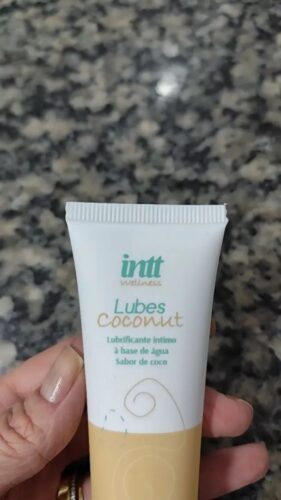 intt
wellness
Lubes
Coconut
Lubrificante íntimo
à base de água
Sabor de coco